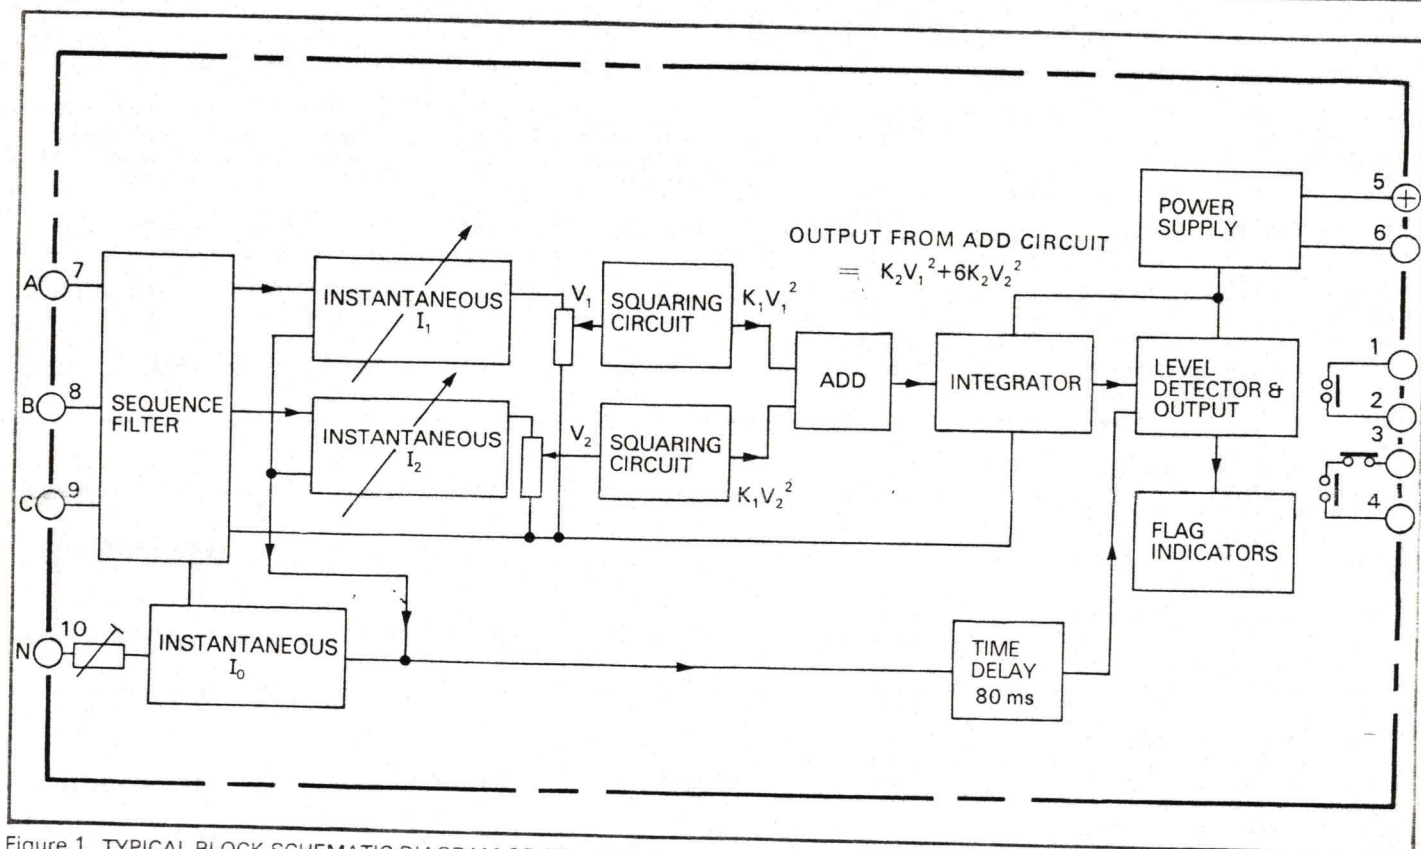 OUTPUT FROM ADD CIRCUIT
= K₂V₁²+6K₂V₂²
POWER
SUPPLY
5
6
A
7
B
8
C
9
N
10
SEQUENCE
FILTER
INSTANTANEOUS
I₁
INSTANTANEOUS
I₂
INSTANTANEOUS
I₀
V₁
V₂
SQUARING
CIRCUIT
K₁V₁²
SQUARING
CIRCUIT
K₁V₂²
ADD
INTEGRATOR
LEVEL
DETECTOR &
OUTPUT
FLAG
INDICATORS
TIME
DELAY
80 ms
1
2
3
4
Figure 1 TYPICAL BLOCK SCHEMATIC DIAGRAM